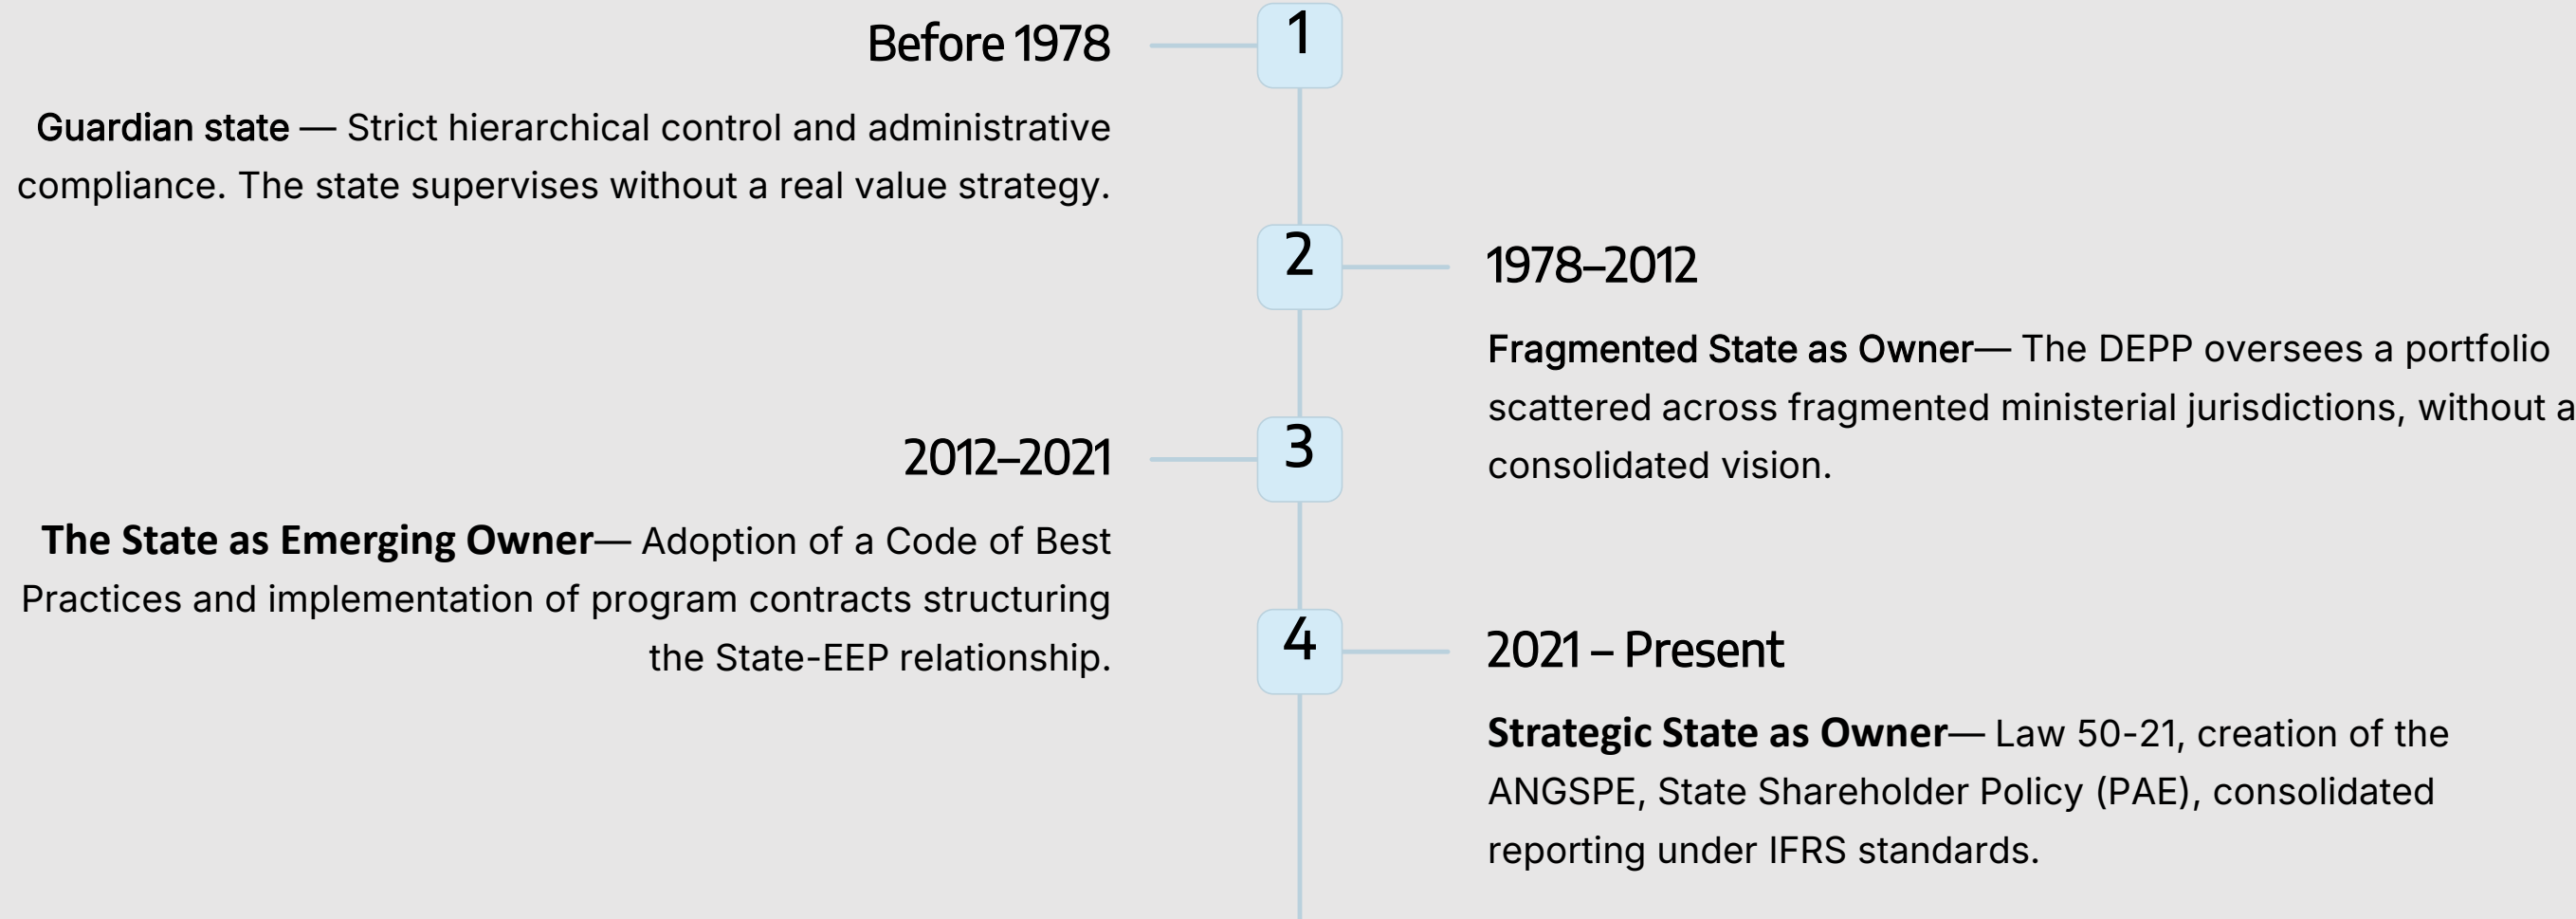 1
Before 1978
Guardian state — Strict hierarchical control and administrative
compliance. The state supervises without a real value strategy.
2
1978–2012
Fragmented State as Owner— The DEPP oversees a portfolio
scattered across fragmented ministerial jurisdictions, without a
consolidated vision.
3
2012–2021
The State as Emerging Owner— Adoption of a Code of Best
Practices and implementation of program contracts structuring
the State-EEP relationship.
4
2021 – Present
Strategic State as Owner— Law 50-21, creation of the
ANGSPE, State Shareholder Policy (PAE), consolidated
reporting under IFRS standards.